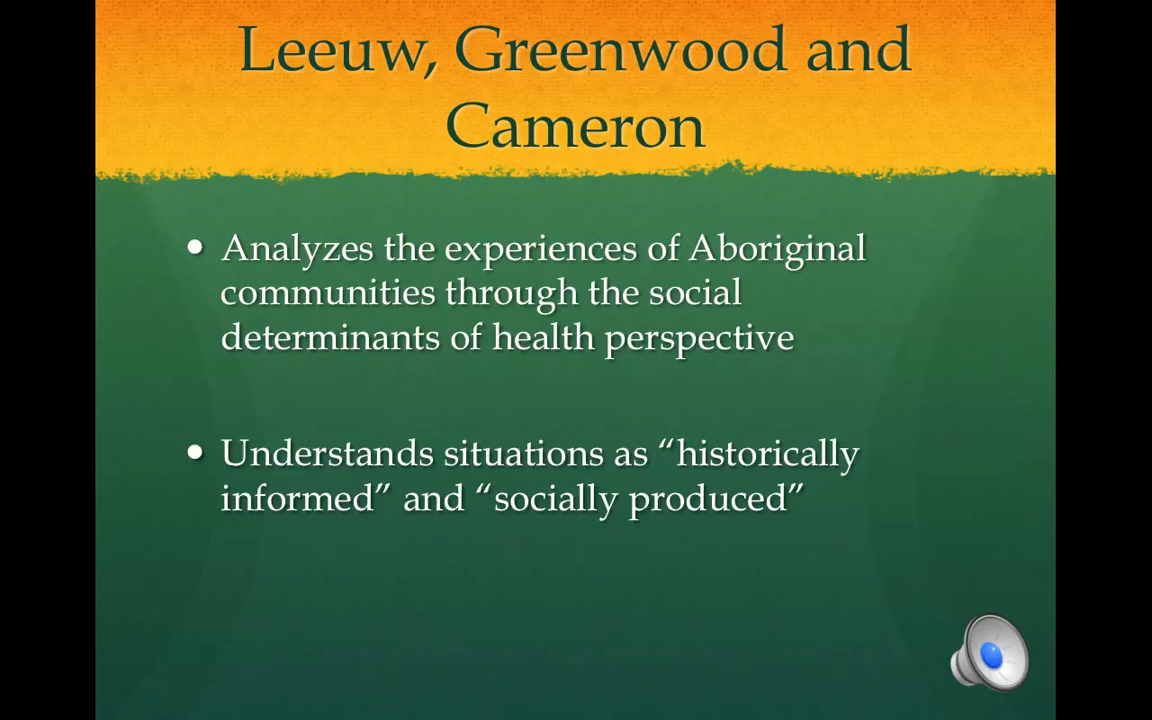 Leeuw, Greenwood and
Cameron
• Analyzes the experiences of Aboriginal
communities through the social
determinants of health perspective
• Understands situations as “historically
informed” and “socially produced”